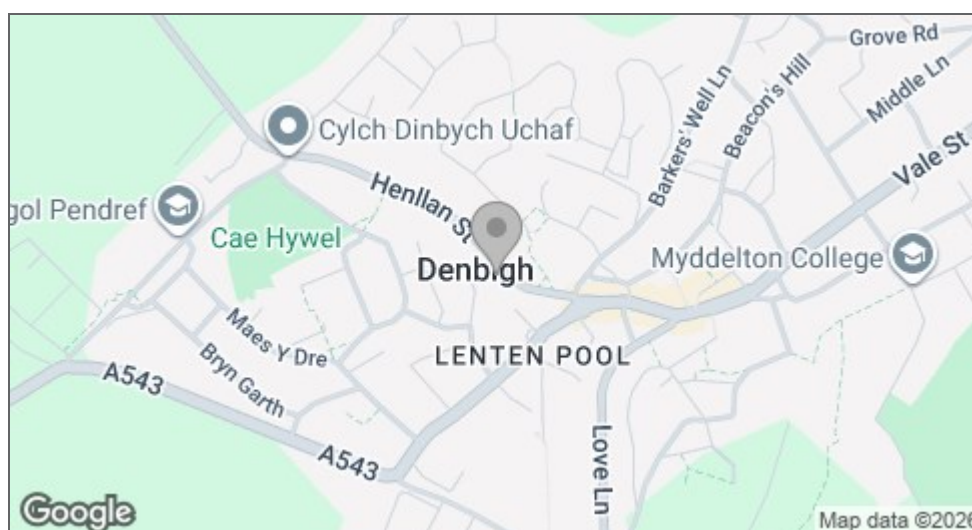 Grove Rd
Middle Ln
Beacon's Hill
Barkers' Well Ln
Vale St
Cylch Dinbych Uchaf
Henllan St
gol Pendref
Cae Hywel
Denbigh
Myddelton College
LENTEN POOL
Maes Y Dre
Bryn Garth
A543
A543
Love Ln
Google
Map data ©2026